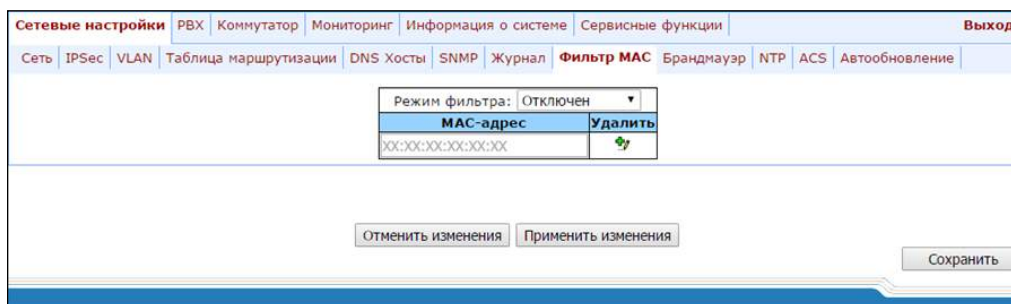 Сетевые настройки PBX Коммутатор Мониторинг Информация о системе Сервисные функции Выход
Сеть IPSec VLAN Таблица маршрутизации DNS Хосты SNMP Журнал Фильтр MAC Брандмауэр NTP ACS Автообновление
Режим фильтра: Отключен
MAC-адрес Удалить
XX:XX:XX:XX:XX:XX
Отменить изменения Применить изменения
Сохранить